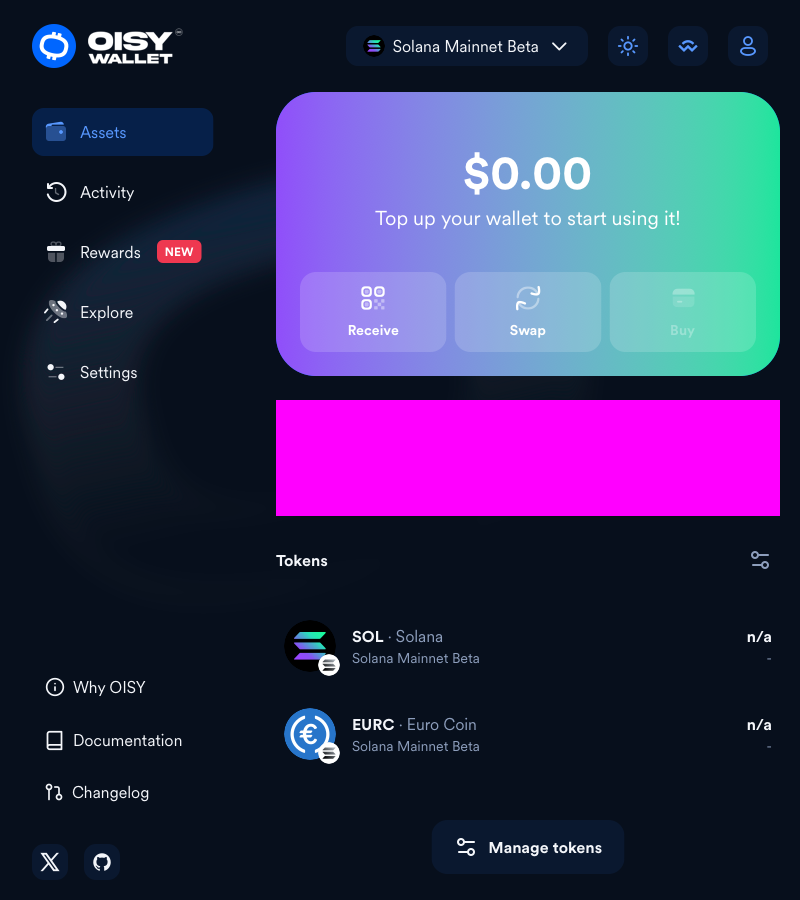 OISY
WALLET
Solana Mainnet Beta
Assets
Activity
Rewards NEW
Explore
Settings
$0.00
Top up your wallet to start using it!
Receive
Swap
Buy
Tokens
SOL · Solana
n/a
Solana Mainnet Beta
-
EURC · Euro Coin
n/a
Solana Mainnet Beta
-
Why OISY
Documentation
Changelog
Manage tokens